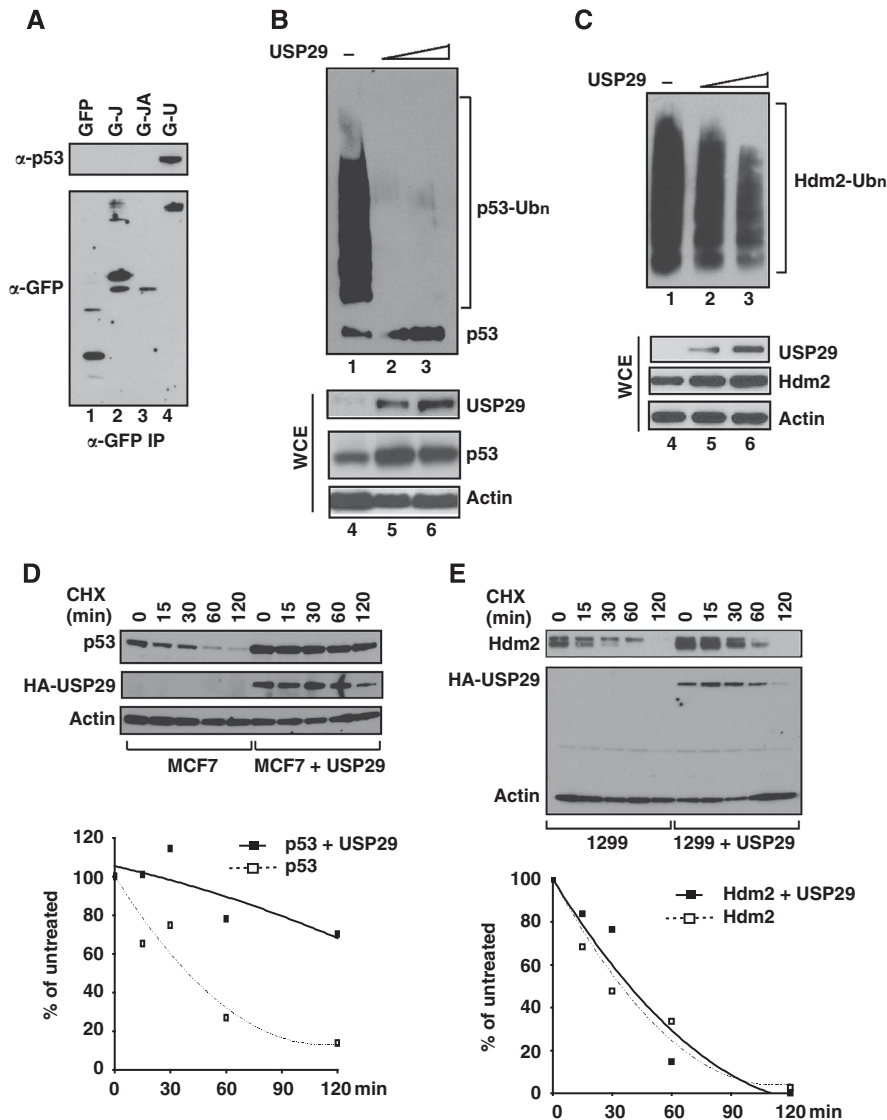 A
GFP
G-J
G-JA
G-U
α-p53
α-GFP
1 2 3 4
α-GFP IP
B
USP29 –
p53-Ubn
p53
1 2 3
WCE
USP29
p53
Actin
4 5 6
C
USP29 –
Hdm2-Ubn
1 2 3
WCE
USP29
Hdm2
Actin
4 5 6
D
CHX
(min)
0 15 30 60 120 0 15 30 60 120
p53
HA-USP29
Actin
MCF7 MCF7 + USP29
120
100
80
60
40
20
0
% of untreated
p53 + USP29
p53
0 30 60 90 120 min
E
CHX
(min)
0 15 30 60 120 0 15 30 60 120
Hdm2
HA-USP29
Actin
1299 1299 + USP29
100
80
60
40
20
0
% of untreated
Hdm2 + USP29
Hdm2
0 30 60 90 120 min